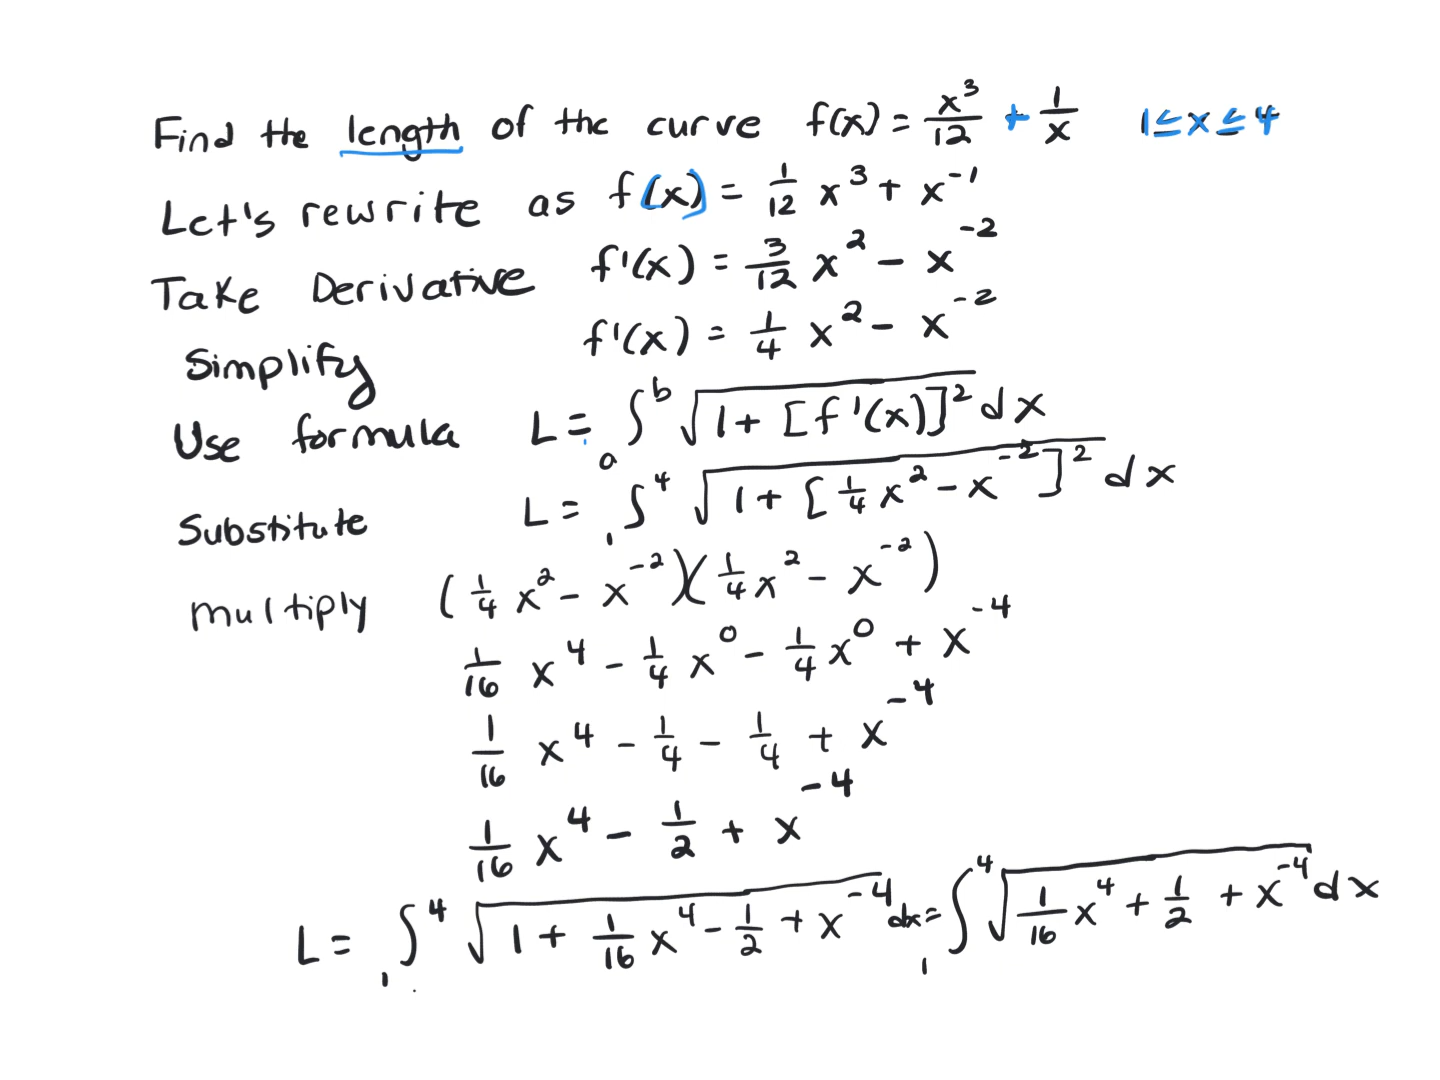 Find the length of the curve f(x) = x³/12 + 1/x 1≤x≤4
Let's rewrite as f(x) = 1/12 x³ + x⁻¹
Take Derivative f'(x) = 3/12 x² - x⁻²
Simplify f'(x) = 1/4 x² - x⁻²
Use formula L = ∫ₐᵇ √(1 + [f'(x)]²) dx
Substitute L = ∫₁⁴ √(1 + [1/4 x² - x⁻²]²) dx
multiply (1/4 x² - x⁻²)(1/4 x² - x⁻²)
1/16 x⁴ - 1/4 x⁰ - 1/4 x⁰ + x⁻⁴
1/16 x⁴ - 1/4 - 1/4 + x⁻⁴
1/16 x⁴ - 1/2 + x⁻⁴
L = ∫₁⁴ √(1 + 1/16 x⁴ - 1/2 + x⁻⁴) dx = ∫₁⁴ √(1/16 x⁴ + 1/2 + x⁻⁴) dx